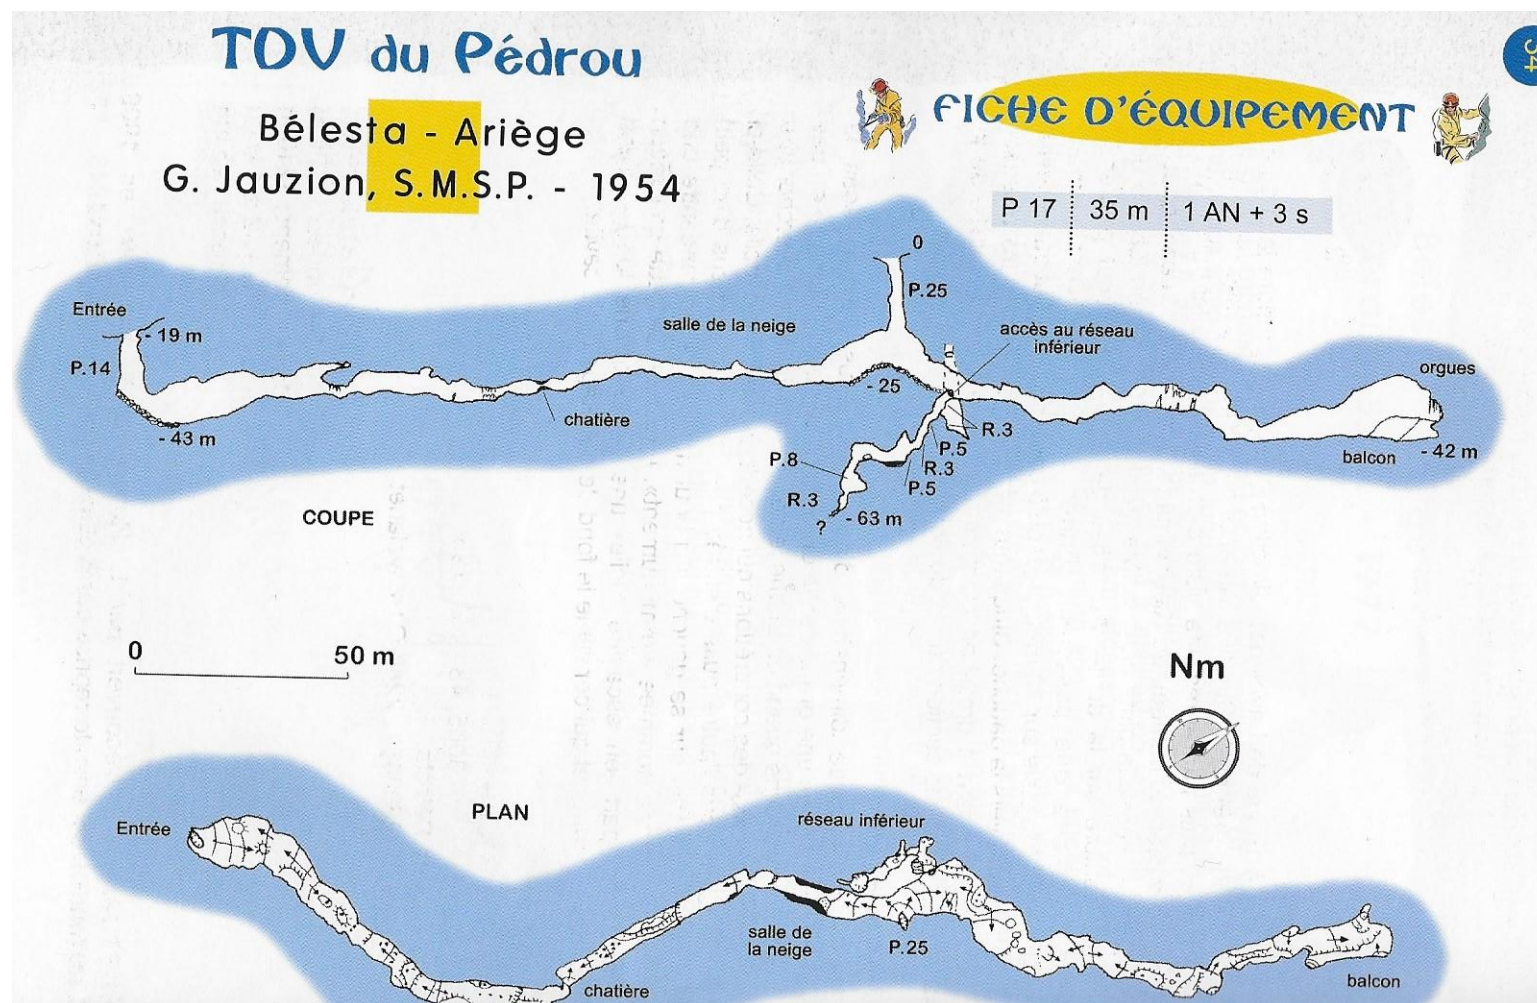 TOV du Pédrou
Bélesta - Ariège
G. Jauzion, S.M.S.P. - 1954
FICHE D'ÉQUIPEMENT
P 17 35 m 1 AN + 3 s
0
P.25
Entrée
- 19 m
P.14
- 43 m
salle de la neige
accès au réseau
inférieur
- 25
chatière
orgues
R.3
P.5
R.3
P.5
P.8
R.3
?
- 63 m
balcon
- 42 m
COUPE
0 50 m
Nm
PLAN
Entrée
réseau inférieur
salle de
la neige
P.25
chatière
balcon